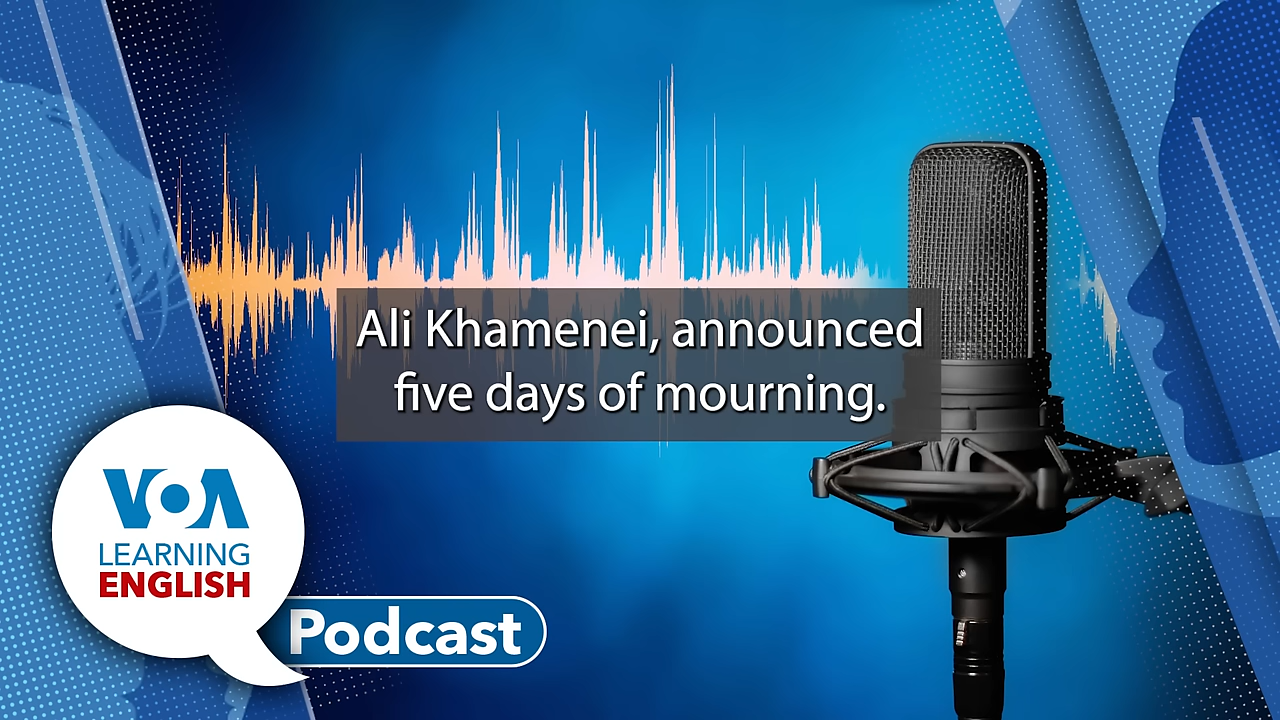 Ali Khamenei, announced
five days of mourning.
VOA
LEARNING
ENGLISH
Podcast